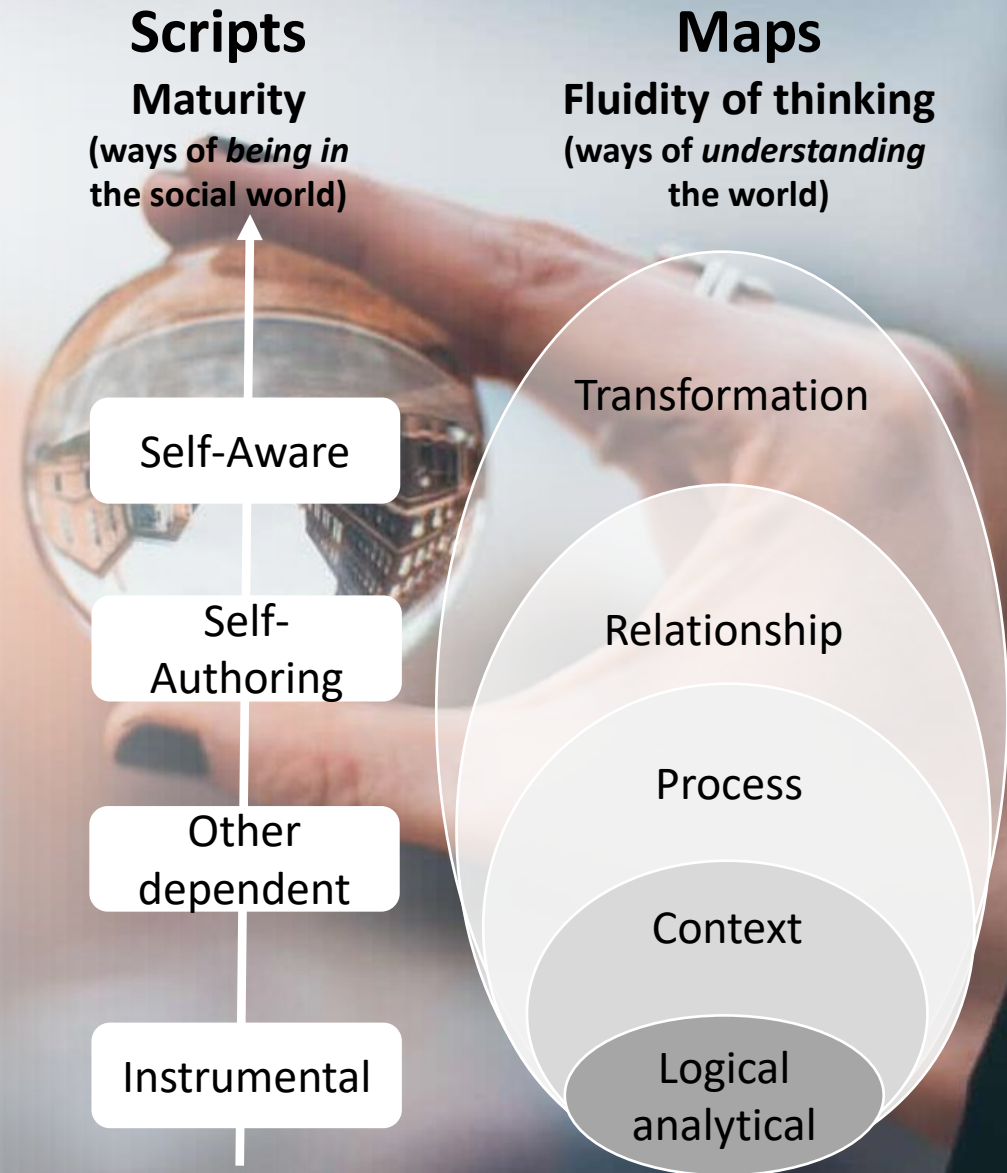 Scripts
Maturity
(ways of being in
the social world)
Self-Aware
Self-
Authoring
Other
dependent
Instrumental
Maps
Fluidity of thinking
(ways of understanding
the world)
Transformation
Relationship
Process
Context
Logical
analytical